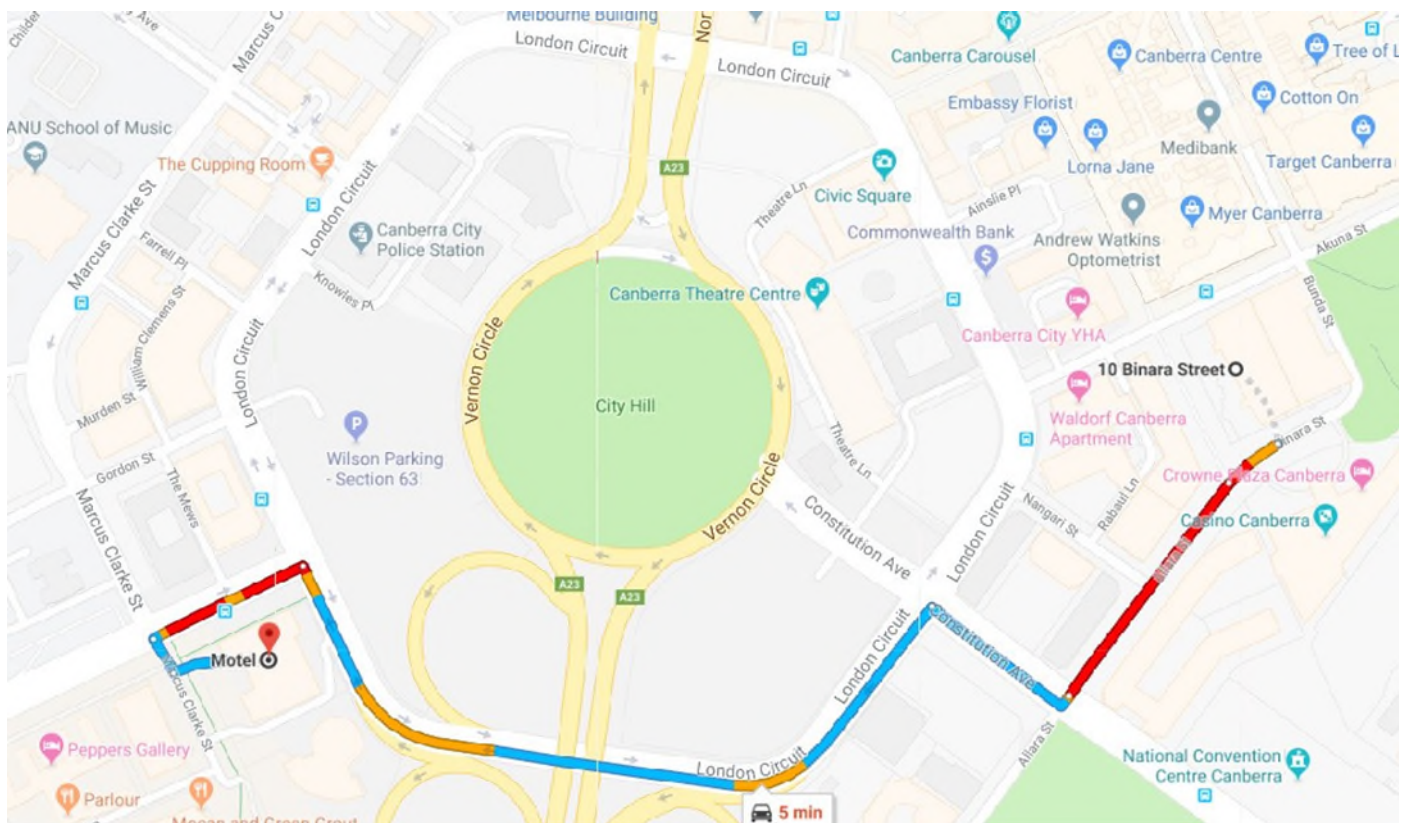 Melbourne Building
London Circuit
London Circuit
Nor
Marcus C
Marcus C
y Ave
Childer
Canberra Carousel
Canberra Centre
Tree of L
Cotton On
Embassy Florist
Lorna Jane
Medibank
Target Canberra
ANU School of Music
The Cupping Room
A23
Civic Square
Theatre Ln
Ainslie Pl
Myer Canberra
Marcus Clarke St
London Circuit
Canberra City
Police Station
Farrell Pl
Knowles Pl
Commonwealth Bank
$
Andrew Watkins
Optometrist
Akuna St
Bunda St
Canberra Theatre Centre
William Clemens St
London Circuit
Vernon Circle
City Hill
Canberra City YHA
10 Binara Street
Waldorf Canberra
Apartment
Murden St
P
Wilson Parking
- Section 63
Gordon St
The Mews
Theatre Ln
Binara St
Crowne Plaza Canberra
Casino Canberra
Marcus Clarke St
Vernon Circle
Constitution Ave
London Circuit
Nangari St
Rabaul Ln
A23
A23
Constitution Ave
London Circuit
Motel
Marcus Clarke St
Allara St
Peppers Gallery
London Circuit
National Convention
Centre Canberra
Parlour
5 min